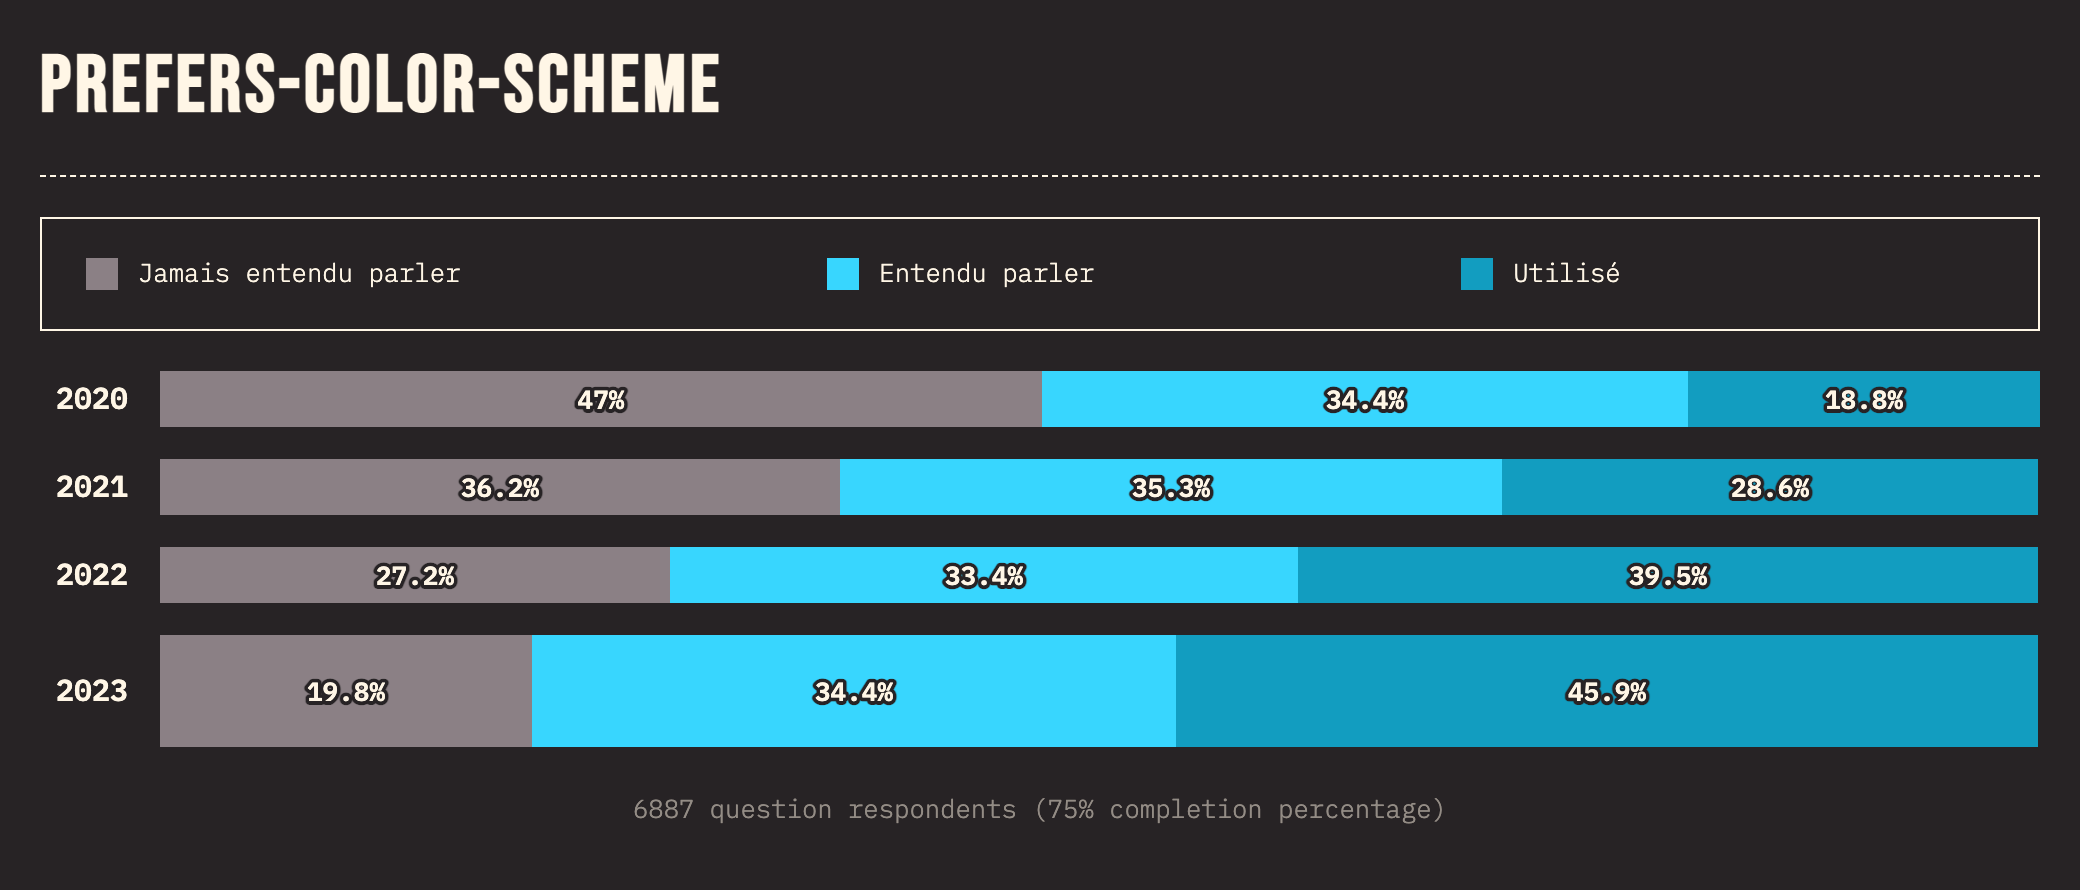 PREFERS-COLOR-SCHEME
Jamais entendu parler
Entendu parler
Utilisé
2020 47% 34.4% 18.8%
2021 36.2% 35.3% 28.6%
2022 27.2% 33.4% 39.5%
2023 19.8% 34.4% 45.9%
6887 question respondents (75% completion percentage)